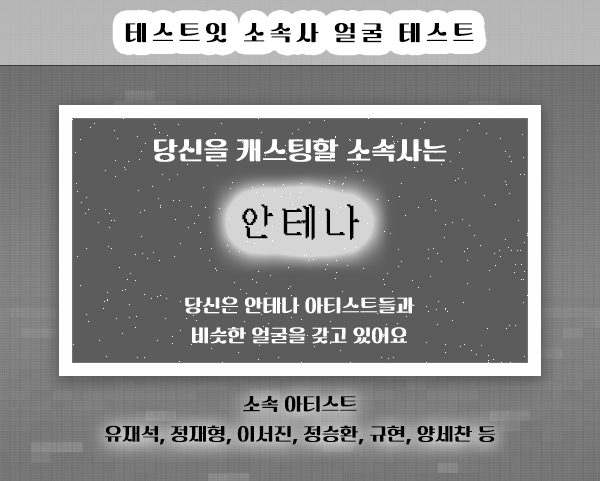 테스트잇 소속사 얼굴 테스트
당신을 캐스팅할 소속사는
안테나
당신은 안테나 아티스트들과
비슷한 얼굴을 갖고 있어요
소속 아티스트
유재석, 정재형, 이서진, 정승환, 규현, 양세찬 등